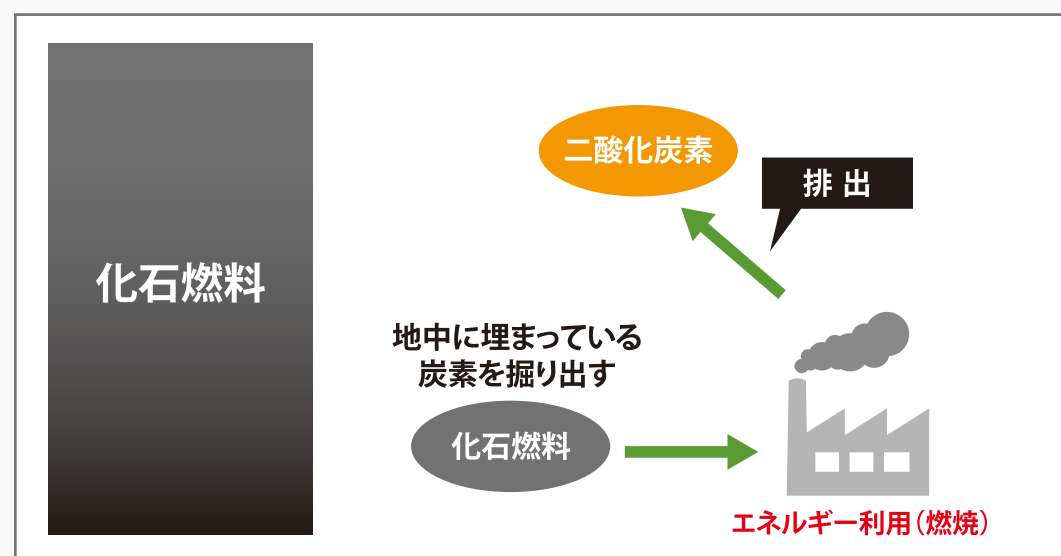 化石燃料
二酸化炭素
排出
地中に埋まっている
炭素を掘り出す
化石燃料
エネルギー利用（燃焼）